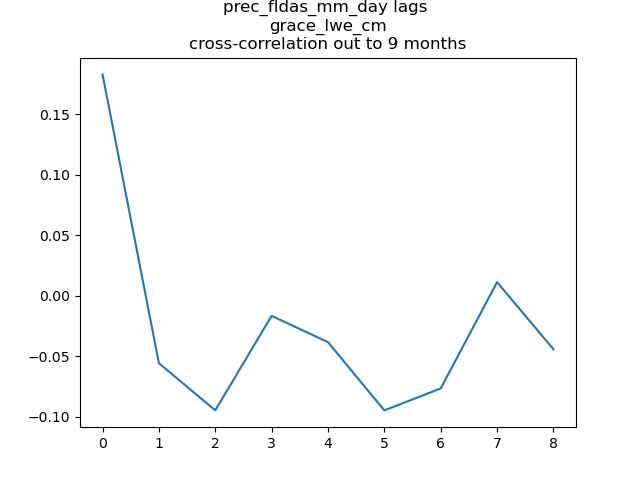 prec_fldas_mm_day lags
grace_lwe_cm
cross-correlation out to 9 months
0.15
0.10
0.05
0.00
−0.05
−0.10
0 1 2 3 4 5 6 7 8